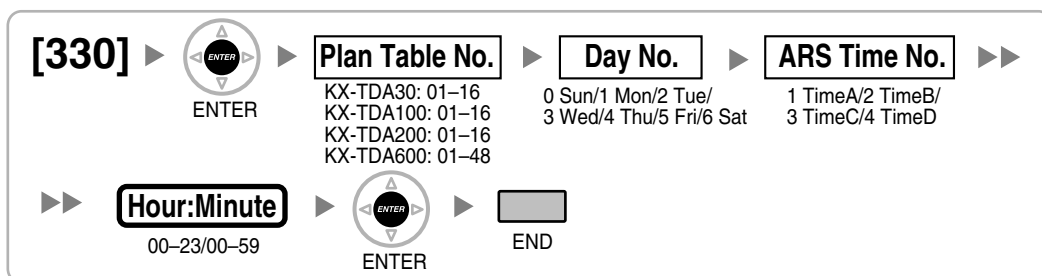 [330] ENTER Plan Table No. Day No. ARS Time No.
ENTER
KX-TDA30: 01–16
KX-TDA100: 01–16
KX-TDA200: 01–16
KX-TDA600: 01–48
0 Sun/1 Mon/2 Tue/
3 Wed/4 Thu/5 Fri/6 Sat
1 TimeA/2 TimeB/
3 TimeC/4 TimeD
Hour:Minute ENTER
00–23/00–59
ENTER
END